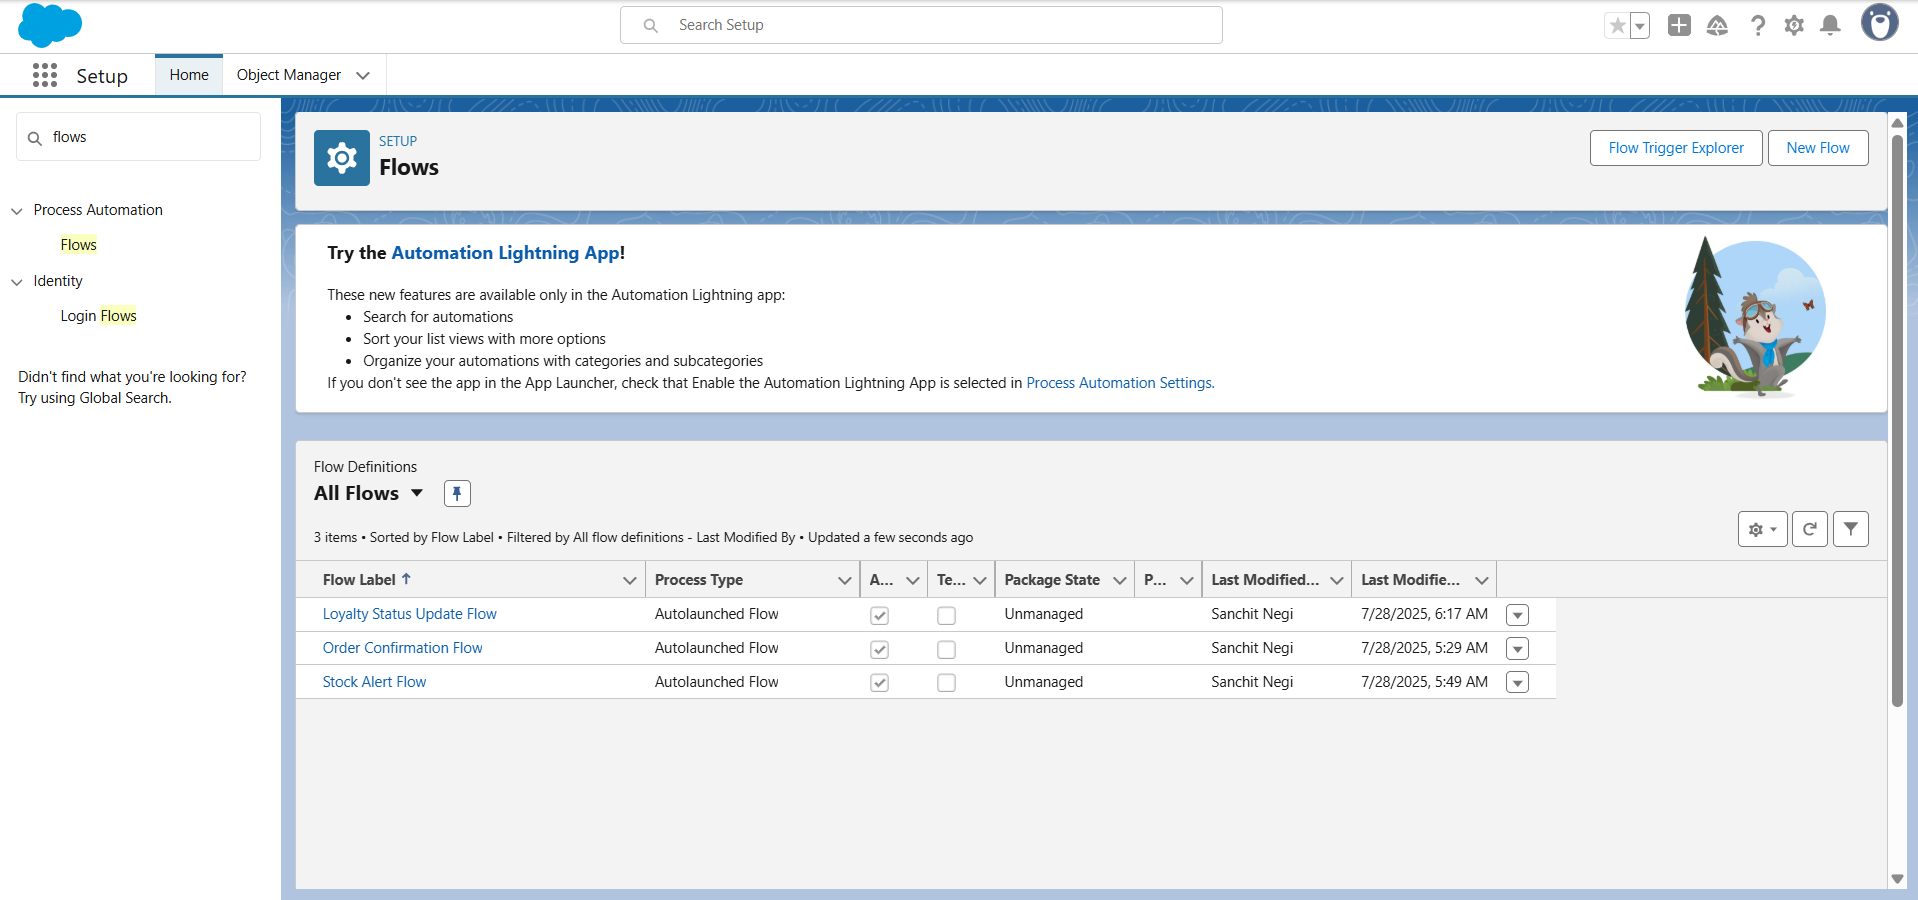 Search Setup
Setup
Home
Object Manager
flows
Process Automation
Flows
Identity
Login Flows
Didn't find what you're looking for?
Try using Global Search.
SETUP
Flows
Flow Trigger Explorer
New Flow
Try the Automation Lightning App!
These new features are available only in the Automation Lightning app:
• Search for automations
• Sort your list views with more options
• Organize your automations with categories and subcategories
If you don't see the app in the App Launcher, check that Enable the Automation Lightning App is selected in Process Automation Settings.
Flow Definitions
All Flows
3 items • Sorted by Flow Label • Filtered by All flow definitions - Last Modified By • Updated a few seconds ago
Flow Label ↑ Process Type A... Te... Package State P... Last Modified... Last Modifie...
Loyalty Status Update Flow Autolaunched Flow Unmanaged Sanchit Negi 7/28/2025, 6:17 AM
Order Confirmation Flow Autolaunched Flow Unmanaged Sanchit Negi 7/28/2025, 5:29 AM
Stock Alert Flow Autolaunched Flow Unmanaged Sanchit Negi 7/28/2025, 5:49 AM